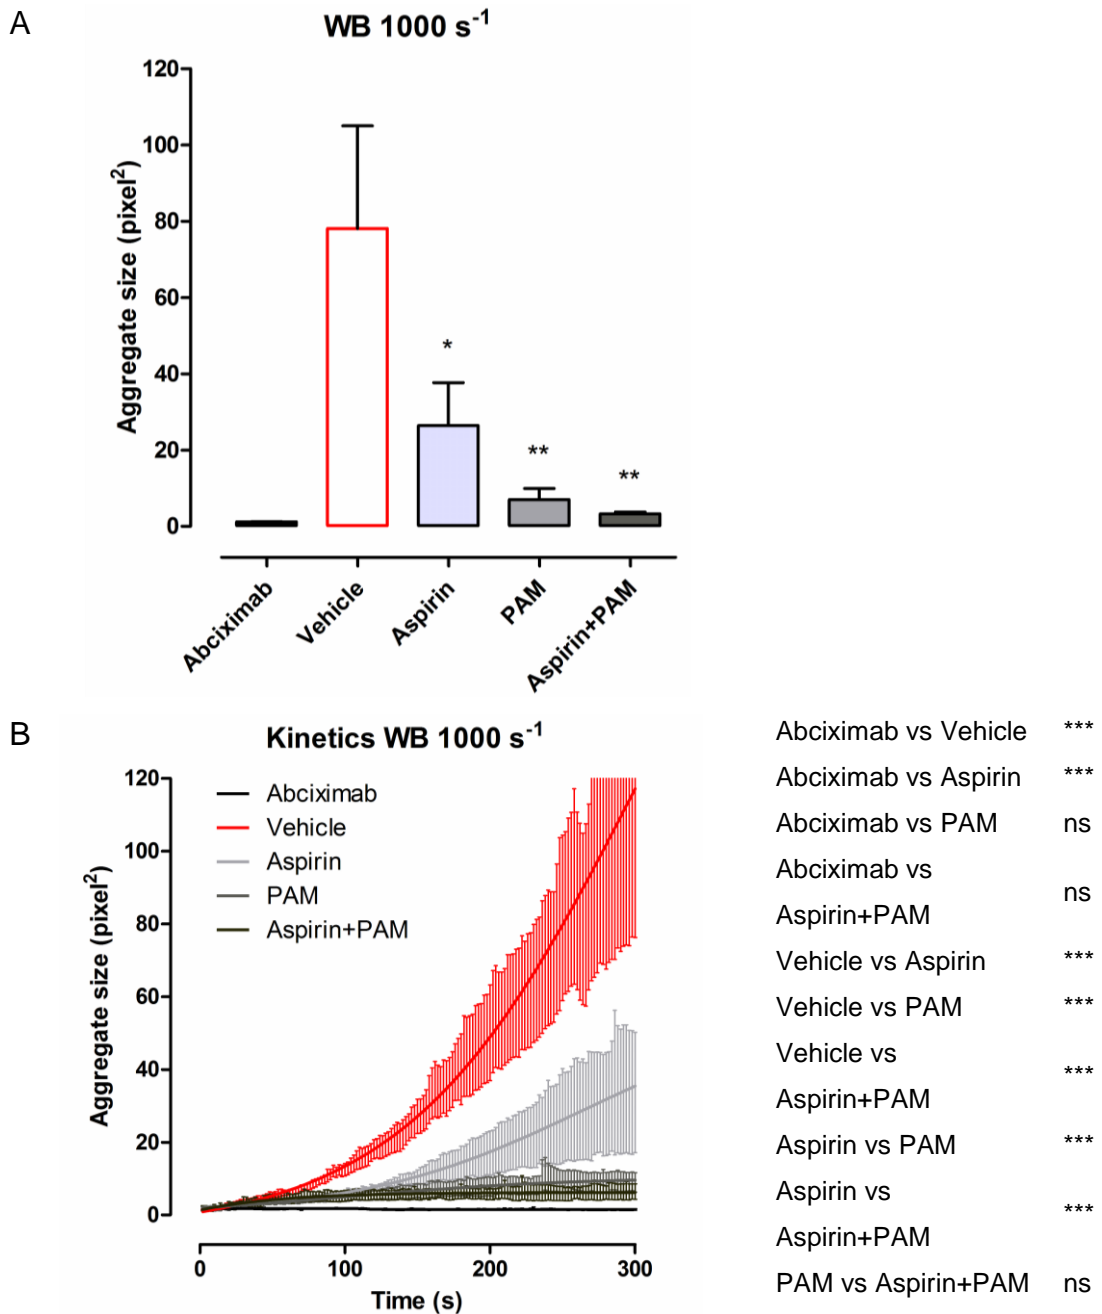 A
WB 1000 s⁻¹
Aggregate size (pixel²)
120
100
80
60
40
20
0
*
**
**
Abciximab
Vehicle
Aspirin
PAM
Aspirin+PAM
B
Kinetics WB 1000 s⁻¹
Aggregate size (pixel²)
120
100
80
60
40
20
0
Abciximab
Vehicle
Aspirin
PAM
Aspirin+PAM
0 100 200 300
Time (s)
Abciximab vs Vehicle ***
Abciximab vs Aspirin ***
Abciximab vs PAM ns
Abciximab vs
Aspirin+PAM ns
Vehicle vs Aspirin ***
Vehicle vs PAM ***
Vehicle vs
Aspirin+PAM ***
Aspirin vs PAM ***
Aspirin vs
Aspirin+PAM ***
PAM vs Aspirin+PAM ns